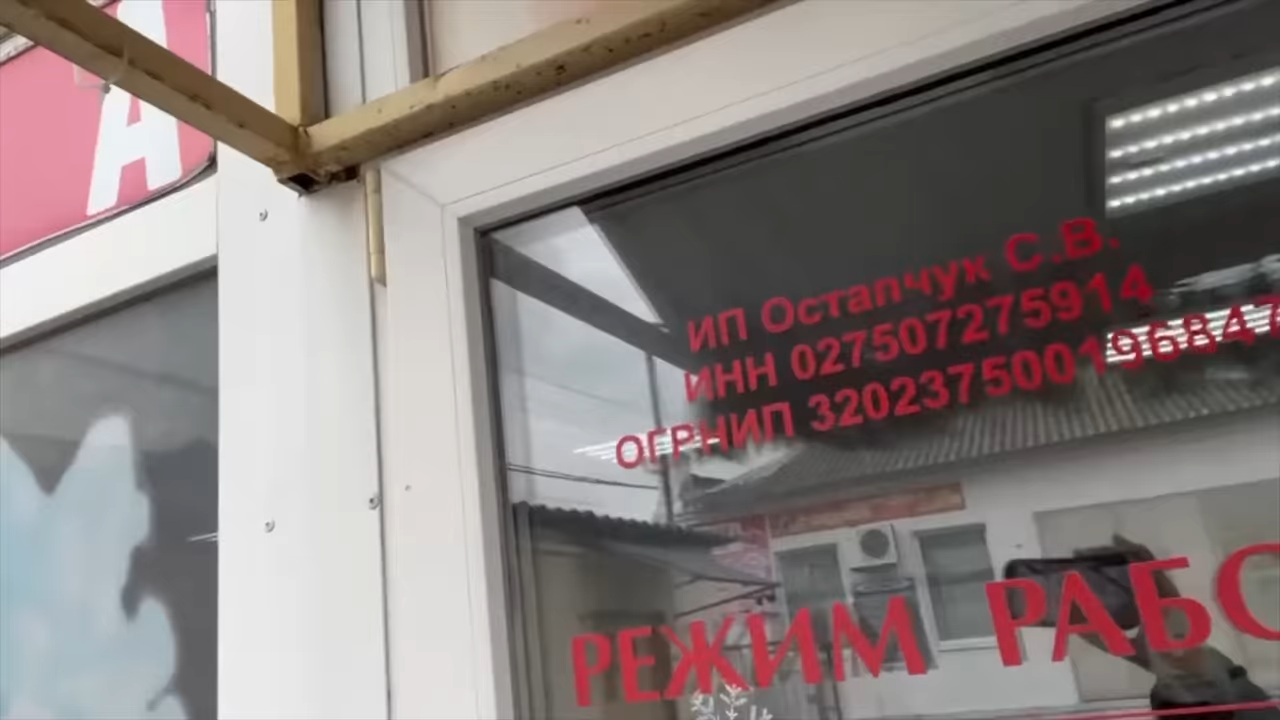 А
ИП Остапчук С.В.
ИНН 027507275914
ОГРНИП 320237500196847
РЕЖИМ РАБО